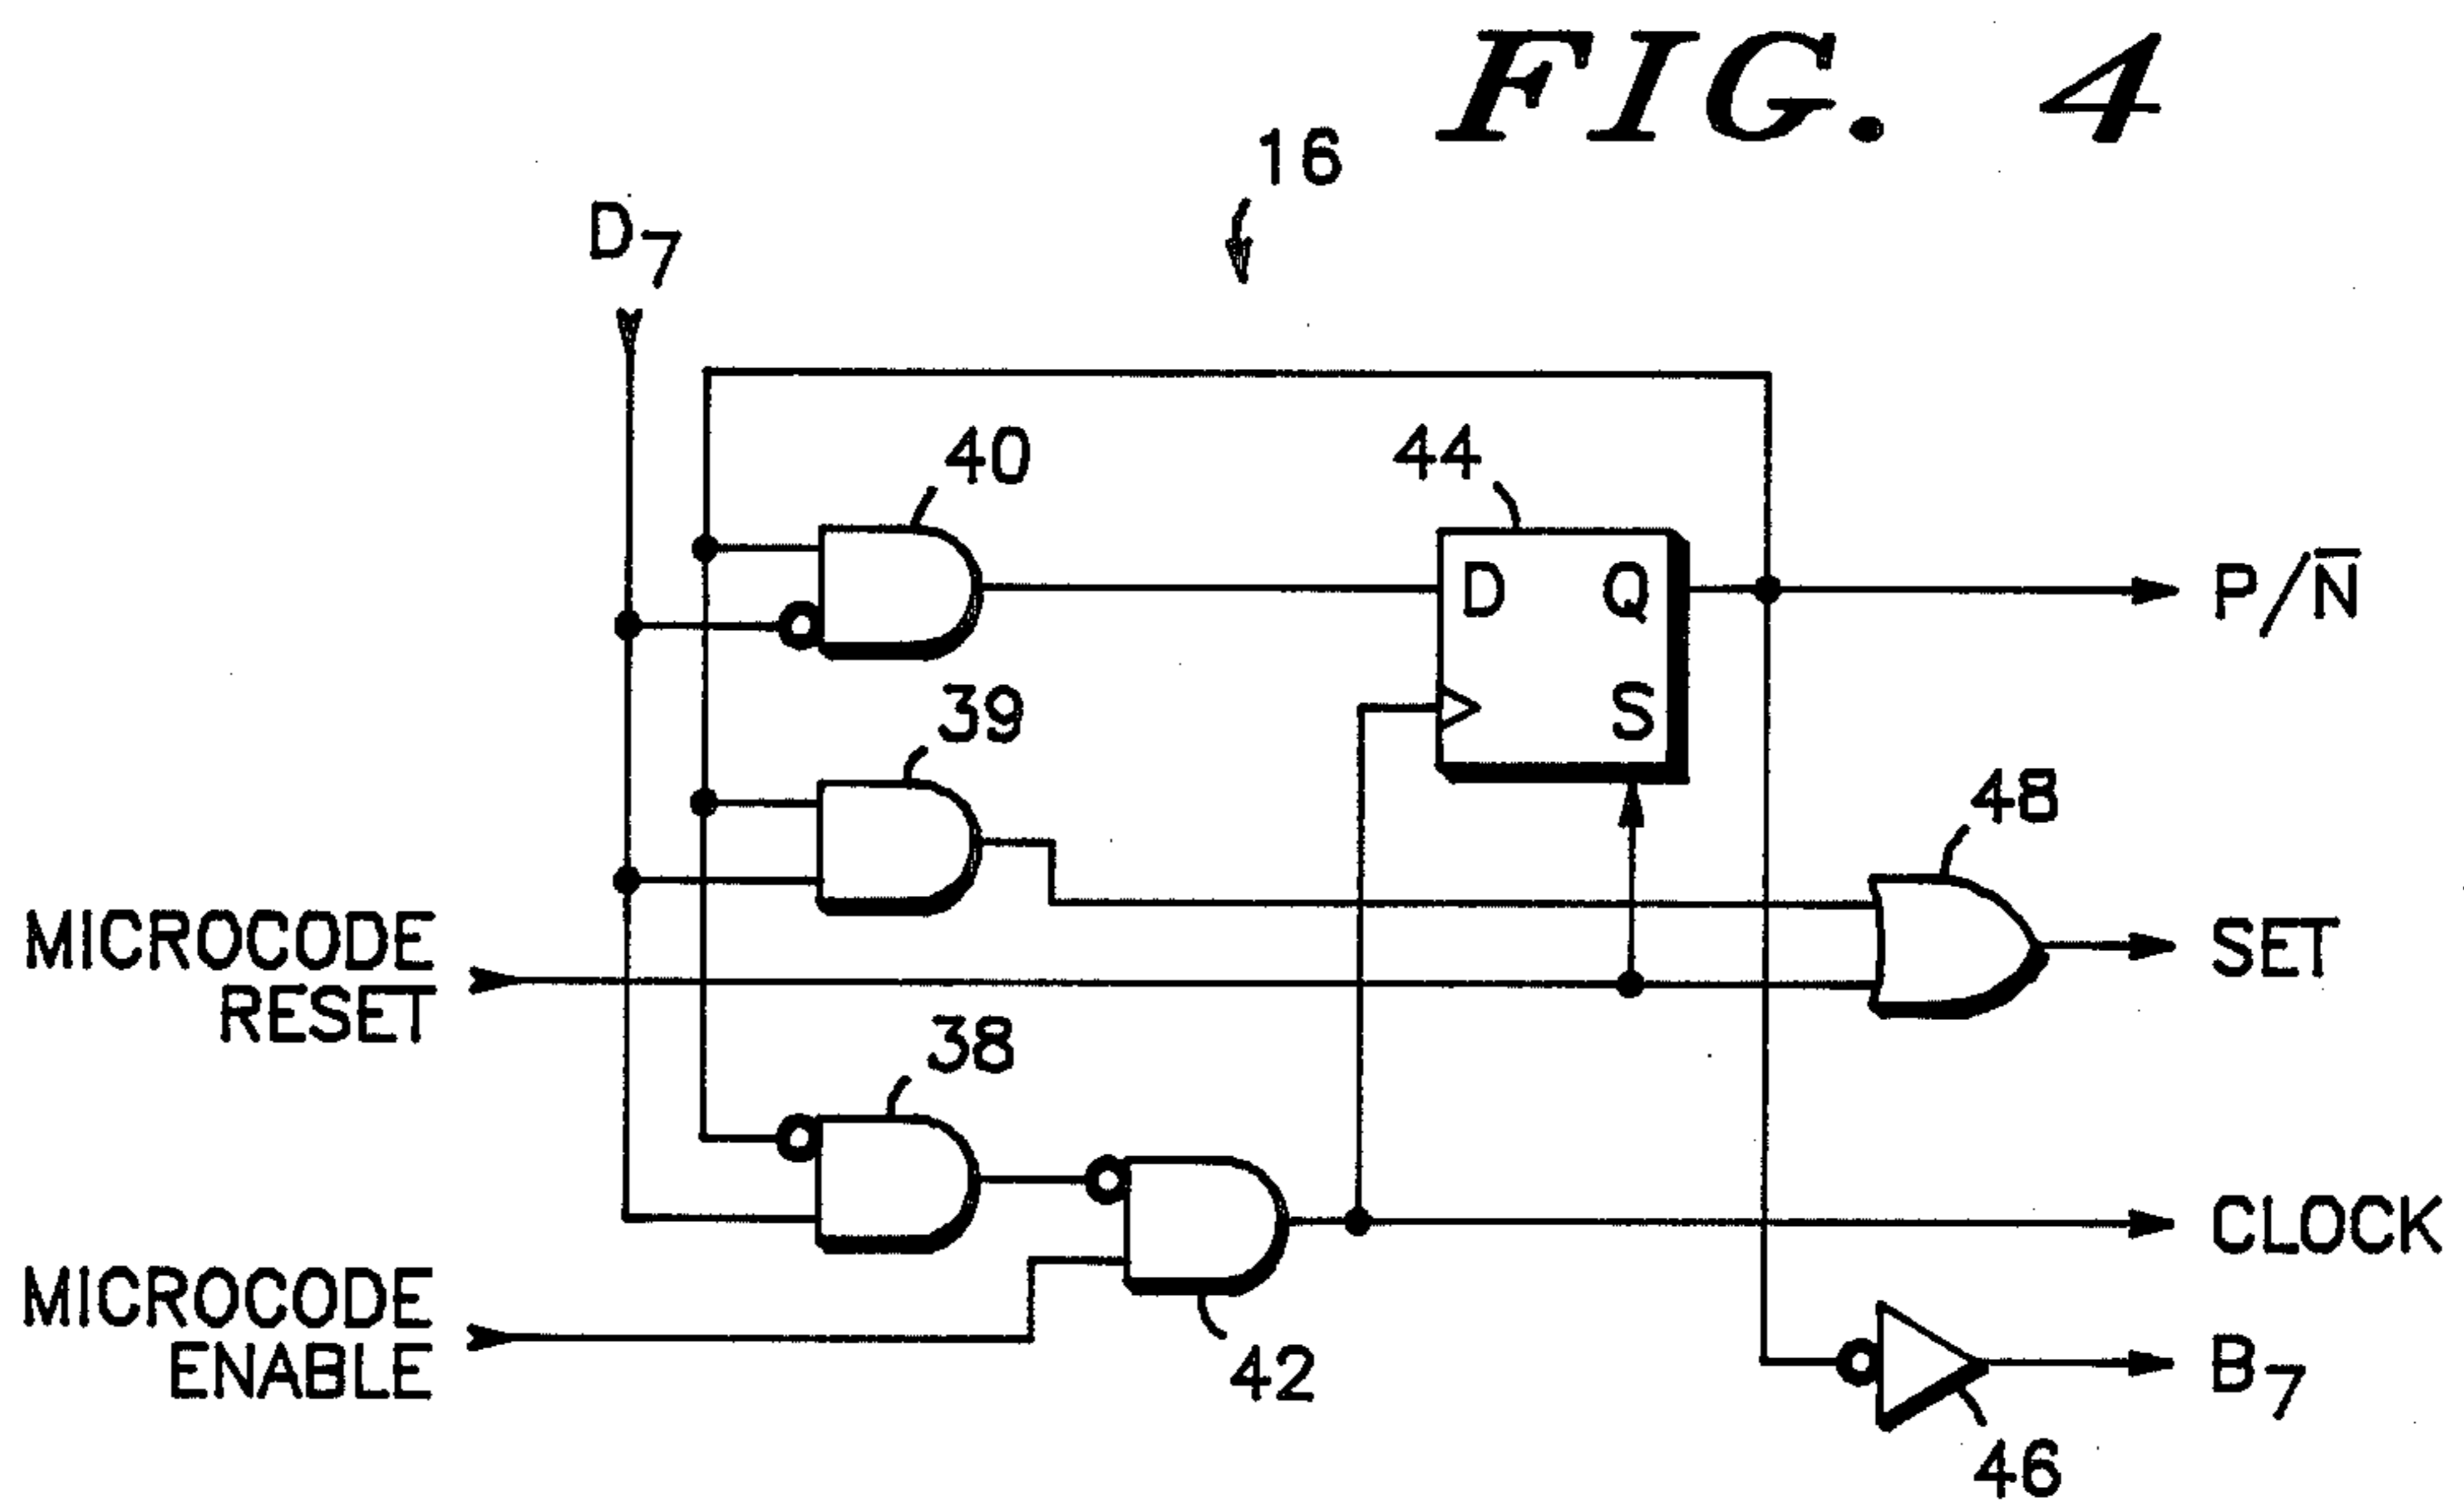 FIG. 4
16
D7
40
44
D Q
P/N̅
39
S
48
MICROCODE
RESET
SET
38
CLOCK
MICROCODE
ENABLE
42
B7
46